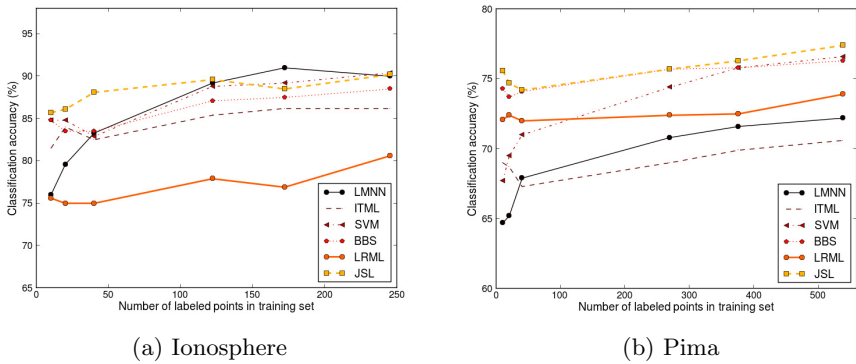 95
90
85
80
75
70
65
0 50 100 150 200 250
Classification accuracy (%)
Number of labeled points in training set
LMNN
ITML
SVM
BBS
LRML
JSL
(a) Ionosphere
80
75
70
65
60
0 100 200 300 400 500
Classification accuracy (%)
Number of labeled points in training set
LMNN
ITML
SVM
BBS
LRML
JSL
(b) Pima